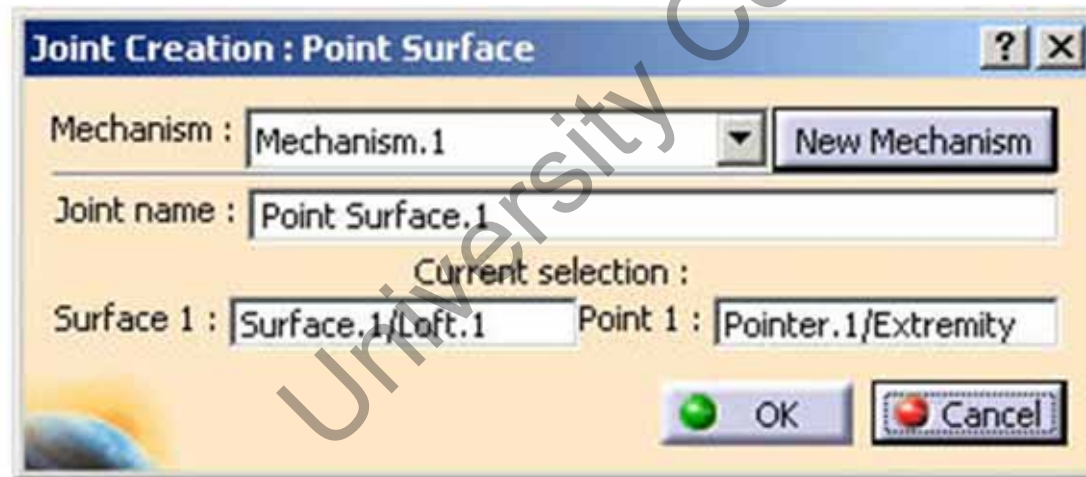 Joint Creation : Point Surface
Mechanism : Mechanism.1 New Mechanism
Joint name : Point Surface.1
Current selection :
Surface 1 : Surface.1/Loft.1 Point 1 : Pointer.1/Extremity
OK Cancel
University